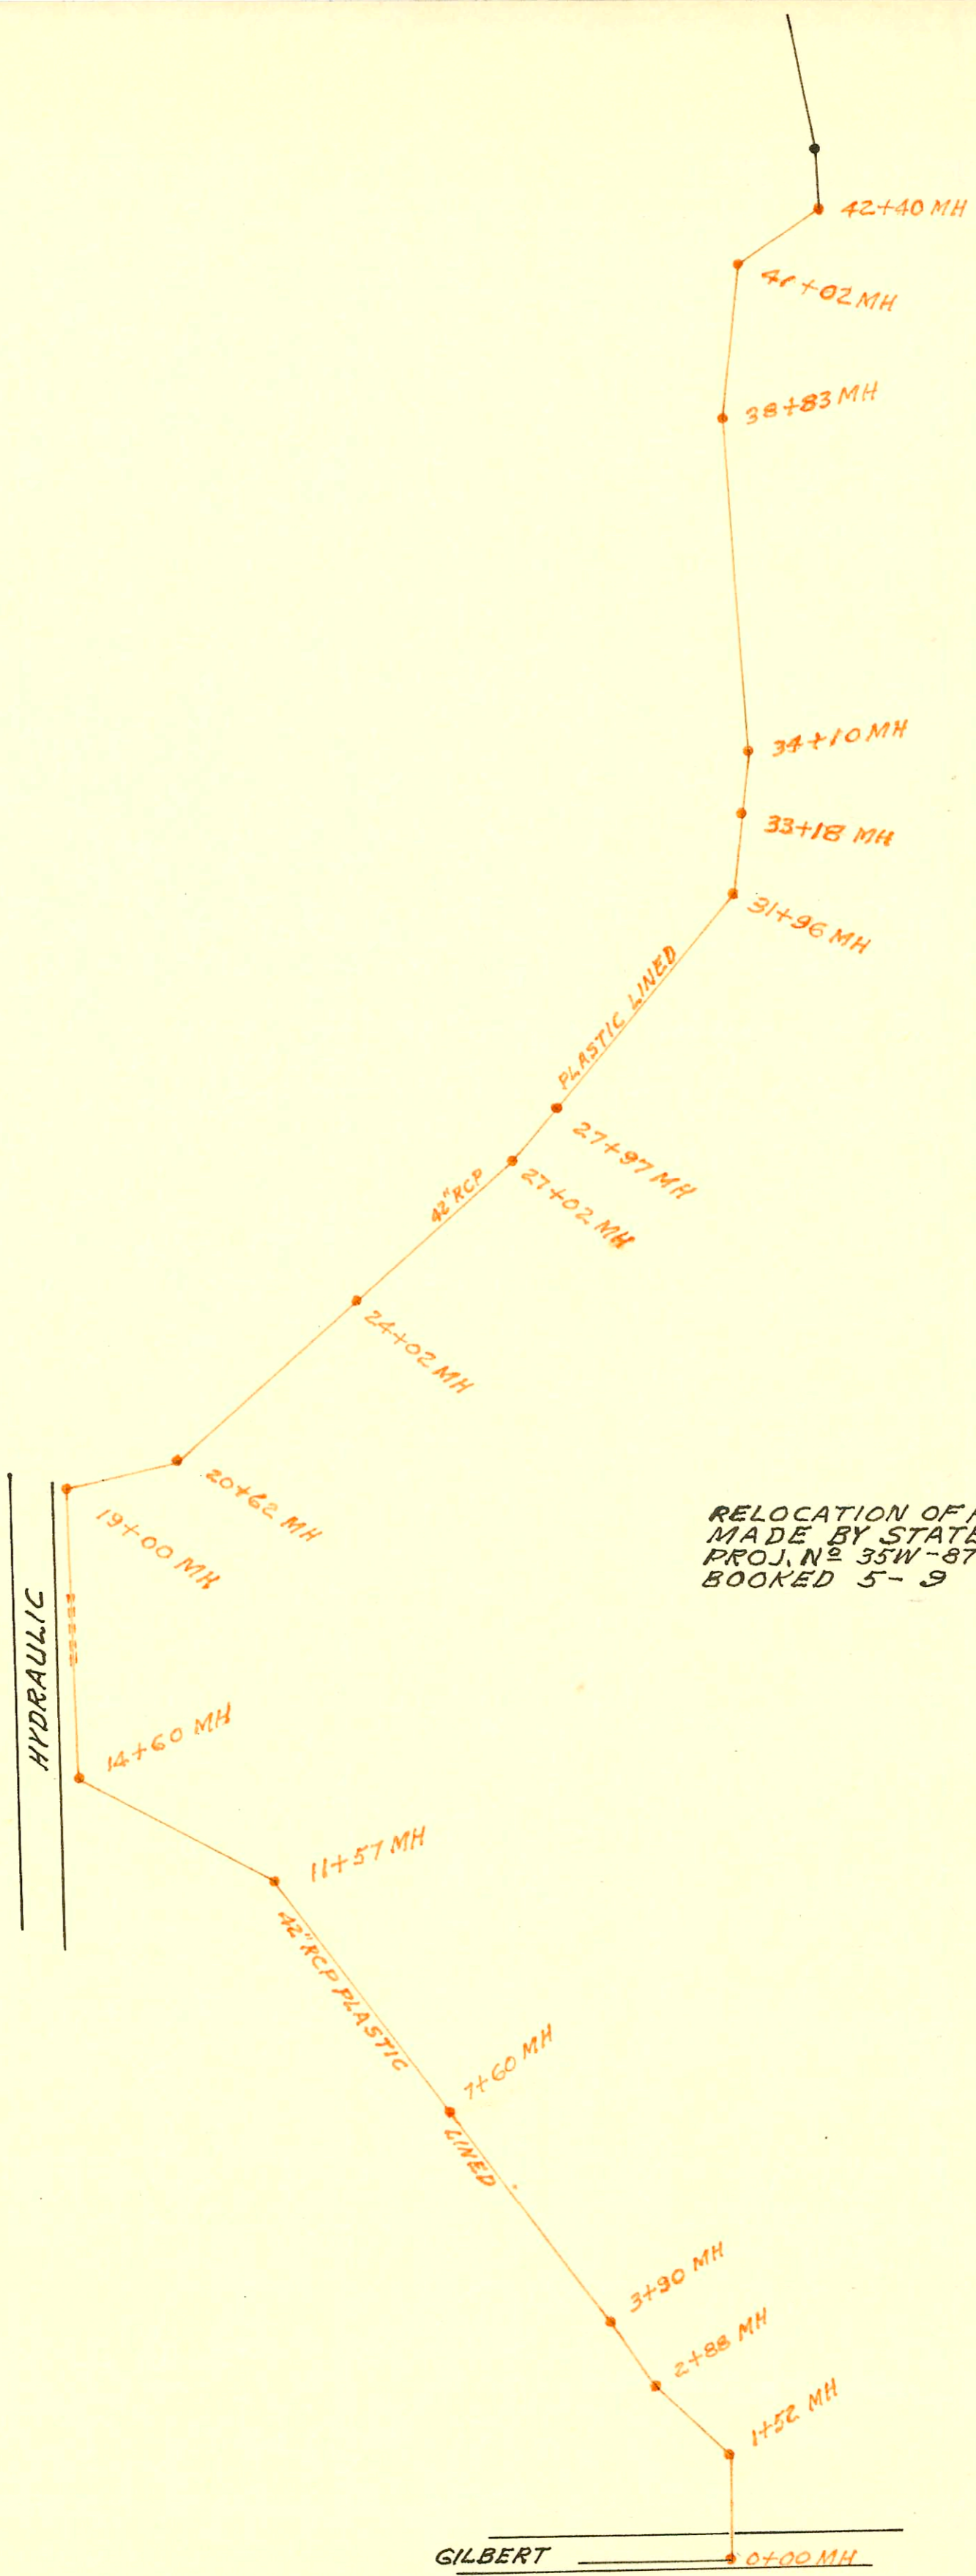 42+40 MH
41+02 MH
38+83 MH
34+10 MH
33+18 MH
31+96 MH
PLASTIC LINED
27+97 MH
27+02 MH
42" RCP
24+02 MH
20+62 MH
19+00 MH
RELOCATION OF
MADE BY STATE
PROJ. Nº 35W-87
BOOKED 5-9
HYDRAULIC
14+60 MH
11+57 MH
42" RCP PLASTIC
7+60 MH
LINED
3+90 MH
2+88 MH
1+52 MH
GILBERT
0+00 MH